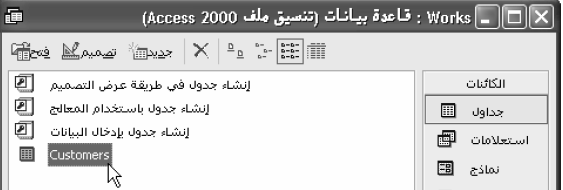 Works : قاعدة بيانات (تنسيق ملف Access 2000)
فتح تصميم جديد
الكائنات
جداول
استعلامات
نماذج
إنشاء جدول في طريقة عرض التصميم
إنشاء جدول باستخدام المعالج
إنشاء جدول بإدخال البيانات
Customers